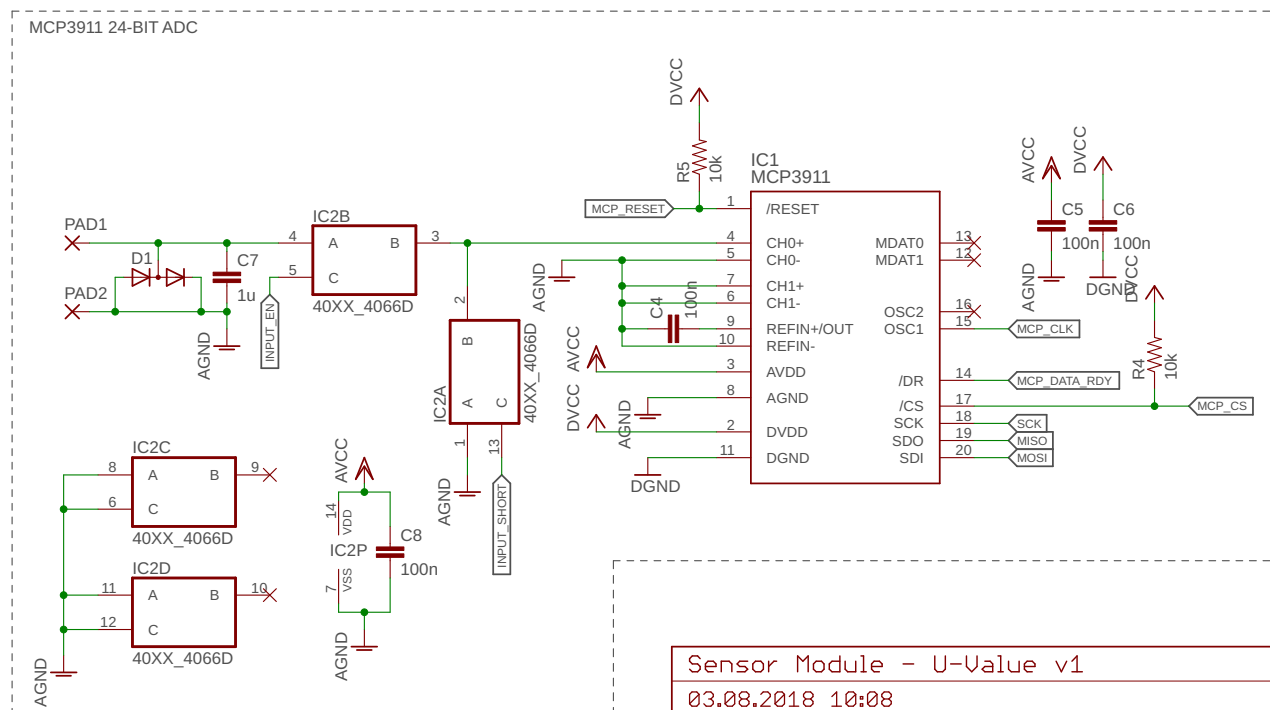 MCP3911 24-BIT ADC
DVCC
R5
10k
IC1
MCP3911
MCP_RESET
1
/RESET
4
CH0+
5
CH0-
7
CH1+
6
CH1-
9
REFIN+/OUT
10
REFIN-
3
AVDD
8
AGND
2
DVDD
11
DGND
MDAT0
13
MDAT1
12
OSC2
16
OSC1
15
MCP_CLK
/DR
14
MCP_DATA_RDY
/CS
17
MCP_CS
SCK
18
SCK
SDO
19
MISO
SDI
20
MOSI
AVCC
C5
100n
AGND
DVCC
C6
100n
DGND
DVCC
R4
10k
AGND
C4
100n
AVCC
DVCC
AGND
DGND
PAD1
PAD2
D1
C7
1u
AGND
INPUT_EN
IC2B
4
A
B
3
5
C
40XX_4066D
2
B
IC2A
A
C
40XX_4066D
1
13
AGND
INPUT_SHORT
IC2C
8
A
B
9
6
C
40XX_4066D
IC2D
11
A
B
10
12
C
40XX_4066D
AGND
AVCC
14
VDD
IC2P
7
VSS
C8
100n
AGND
Sensor Module - U-Value v1
03.08.2018 10:08